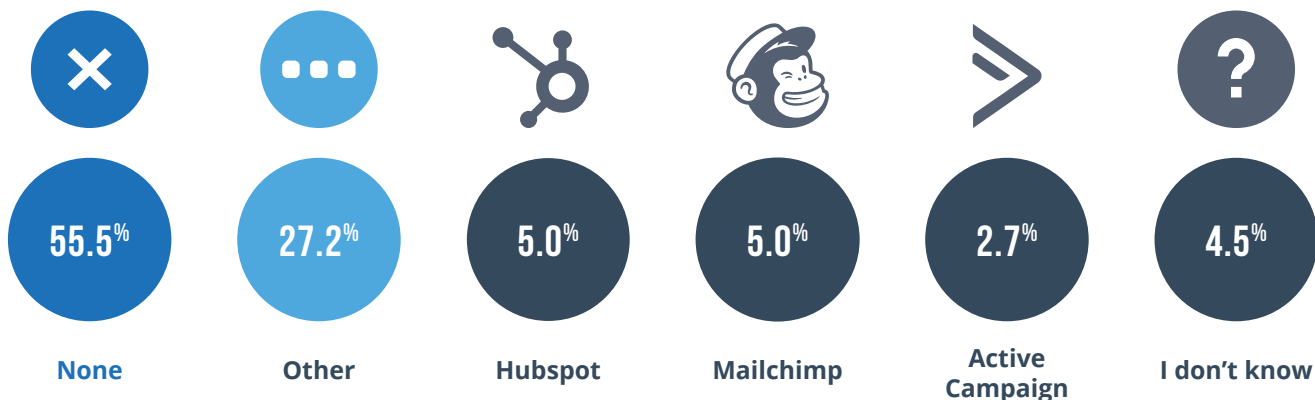 ?
55.5%
27.2%
5.0%
5.0%
2.7%
4.5%
None
Other
Hubspot
Mailchimp
Active
Campaign
I don’t know